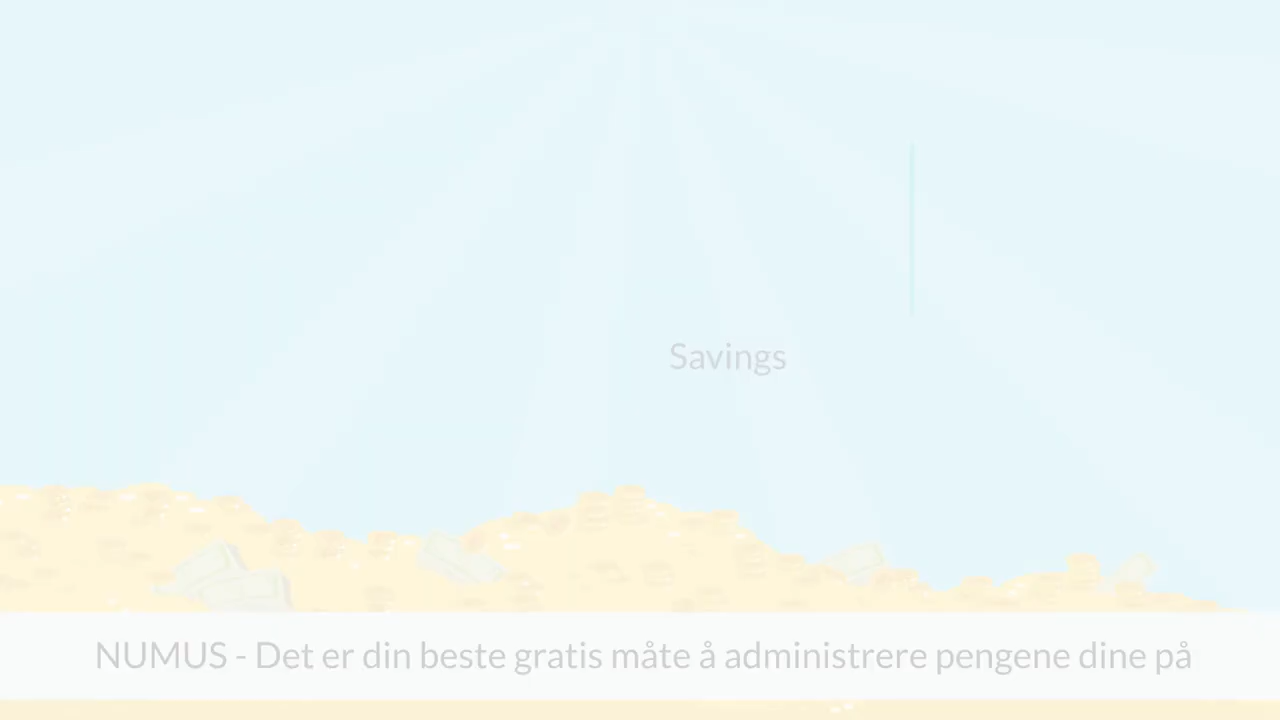 Savings
NUMUS - Det er din beste gratis måte å administrere pengene dine på